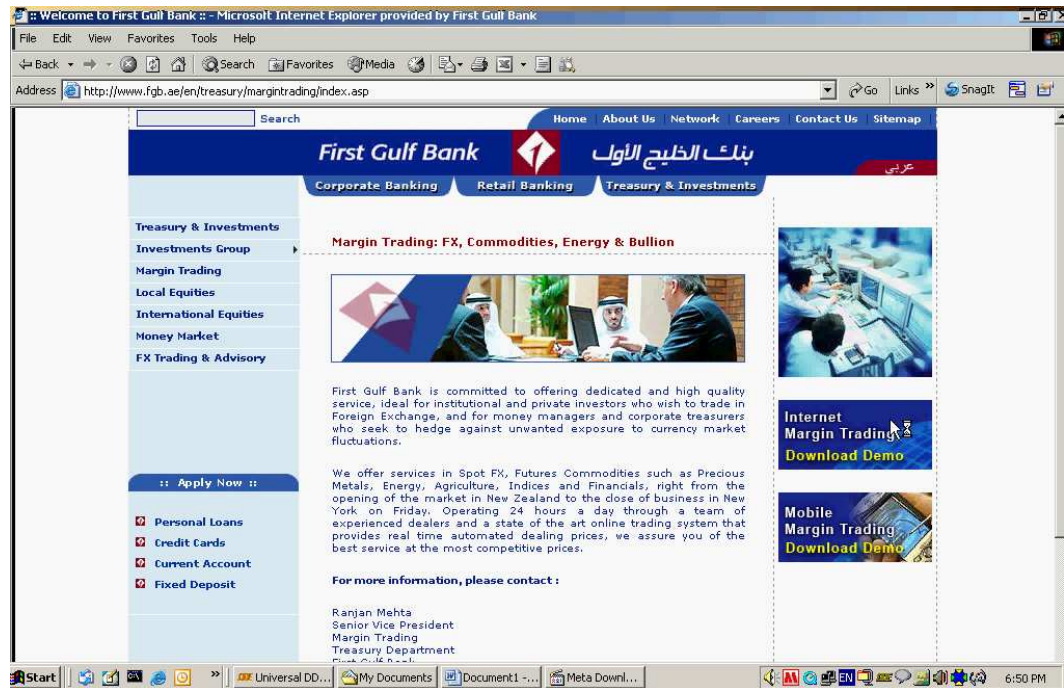 :: Welcome to First Gulf Bank :: - Microsoft Internet Explorer provided by First Gulf Bank
File Edit View Favorites Tools Help
Back Search Favorites Media
Address http://www.fgb.ae/en/treasury/margintrading/index.asp Go Links » SnagIt
Search
Home About Us Network Careers Contact Us Sitemap
First Gulf Bank 1 بنك الخليج الأول
عربي
Corporate Banking Retail Banking Treasury & Investments
Treasury & Investments
Investments Group
Margin Trading
Local Equities
International Equities
Money Market
FX Trading & Advisory
:: Apply Now ::
Personal Loans
Credit Cards
Current Account
Fixed Deposit
Margin Trading: FX, Commodities, Energy & Bullion
First Gulf Bank is committed to offering dedicated and high quality
service, ideal for institutional and private investors who wish to trade in
Foreign Exchange, and for money managers and corporate treasurers
who seek to hedge against unwanted exposure to currency market
fluctuations.
We offer services in Spot FX, Futures Commodities such as Precious
Metals, Energy, Agriculture, Indices and Financials, right from the
opening of the market in New Zealand to the close of business in New
York on Friday. Operating 24 hours a day through a team of
experienced dealers and a state of the art online trading system that
provides real time automated dealing prices, we assure you of the
best service at the most competitive prices.
For more information, please contact :
Ranjan Mehta
Senior Vice President
Margin Trading
Treasury Department
First Gulf Bank
Internet
Margin Trading
Download Demo
Mobile
Margin Trading
Download Demo
Start » Universal DD... My Documents Document1 -... Meta Downl... EN 6:50 PM